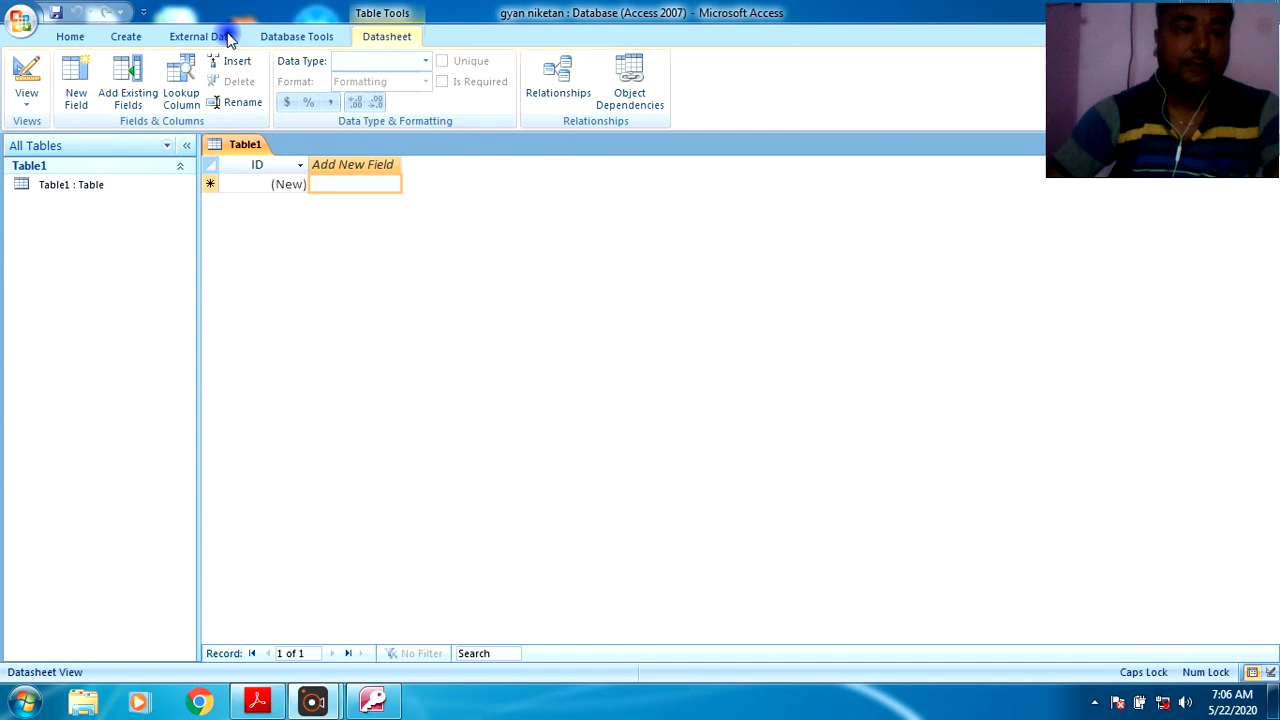 Table Tools
gyan niketan : Database (Access 2007) - Microsoft Access
Home
Create
External Dat
Database Tools
Datasheet
View
New Field
Add Existing Fields
Lookup Column
Insert
Delete
Rename
Data Type:
Unique
Format:
Formatting
Is Required
$ % ,
Relationships
Object Dependencies
Views
Fields & Columns
Data Type & Formatting
Relationships
All Tables
Table1
Table1
Table1 : Table
ID
Add New Field
(New)
Record:
1 of 1
No Filter
Search
Datasheet View
Caps Lock
Num Lock
7:06 AM
5/22/2020